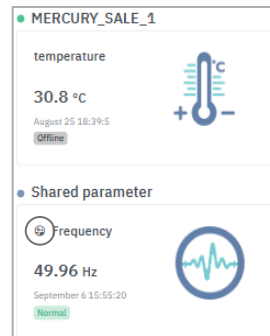 MERCURY_SALE_1
temperature
°C
30.8 °C
August 25 18:39:5
Offline
+ −
Shared parameter
Frequency
49.96 Hz
September 6 15:55:20
Normal